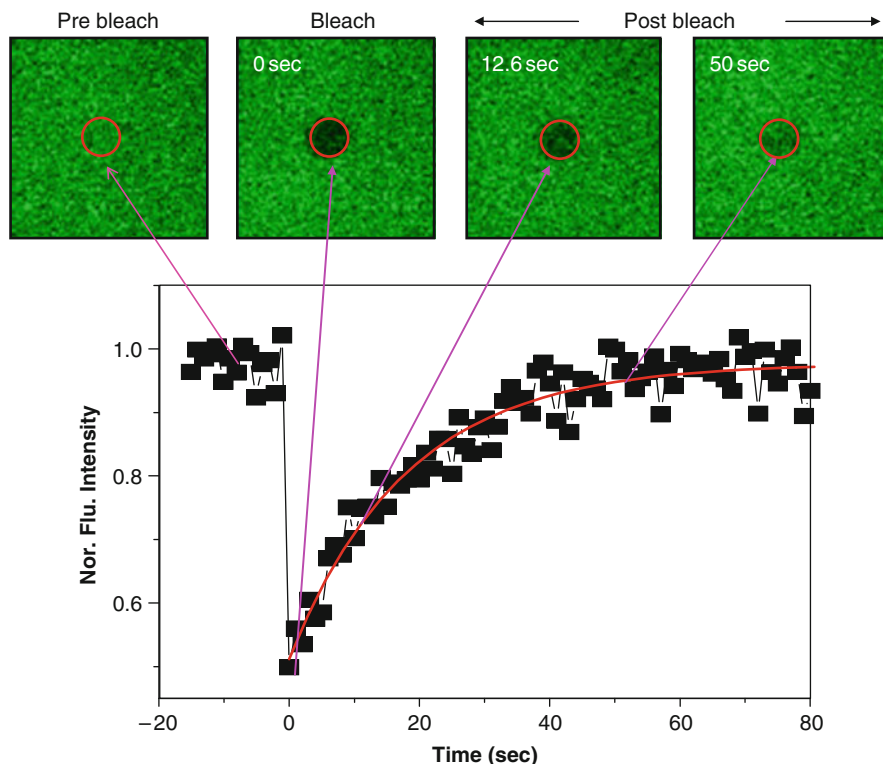 Pre bleach
Bleach
Post bleach
0 sec
12.6 sec
50 sec
Nor. Flu. Intensity
1.0
0.8
0.6
−20
0
20
40
60
80
Time (sec)